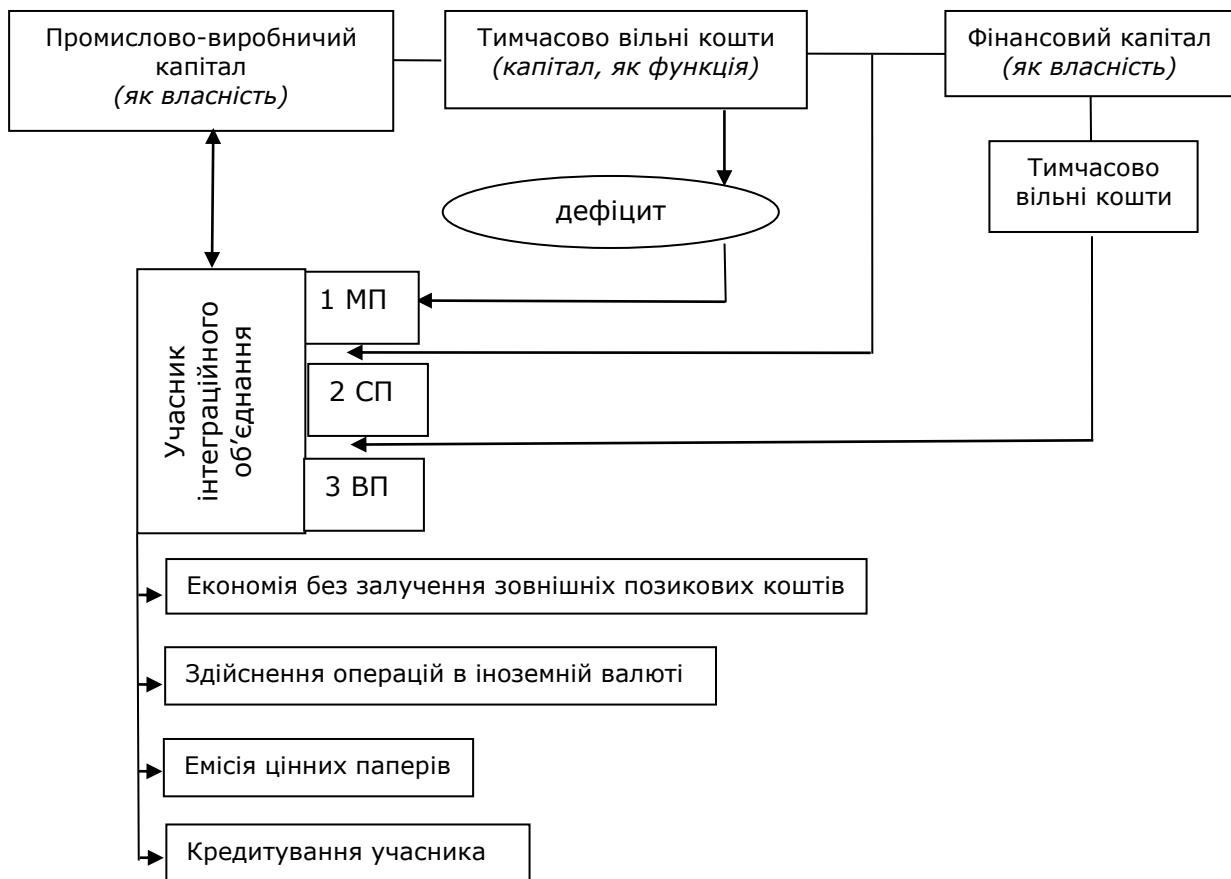 Промислово-виробничий
капітал
(як власність)
Тимчасово вільні кошти
(капітал, як функція)
Фінансовий капітал
(як власність)
Тимчасово
вільні кошти
дефіцит
Учасник
інтеграційного
об’єднання
1 МП
2 СП
3 ВП
Економія без залучення зовнішніх позикових коштів
Здійснення операцій в іноземній валюті
Емісія цінних паперів
Кредитування учасника